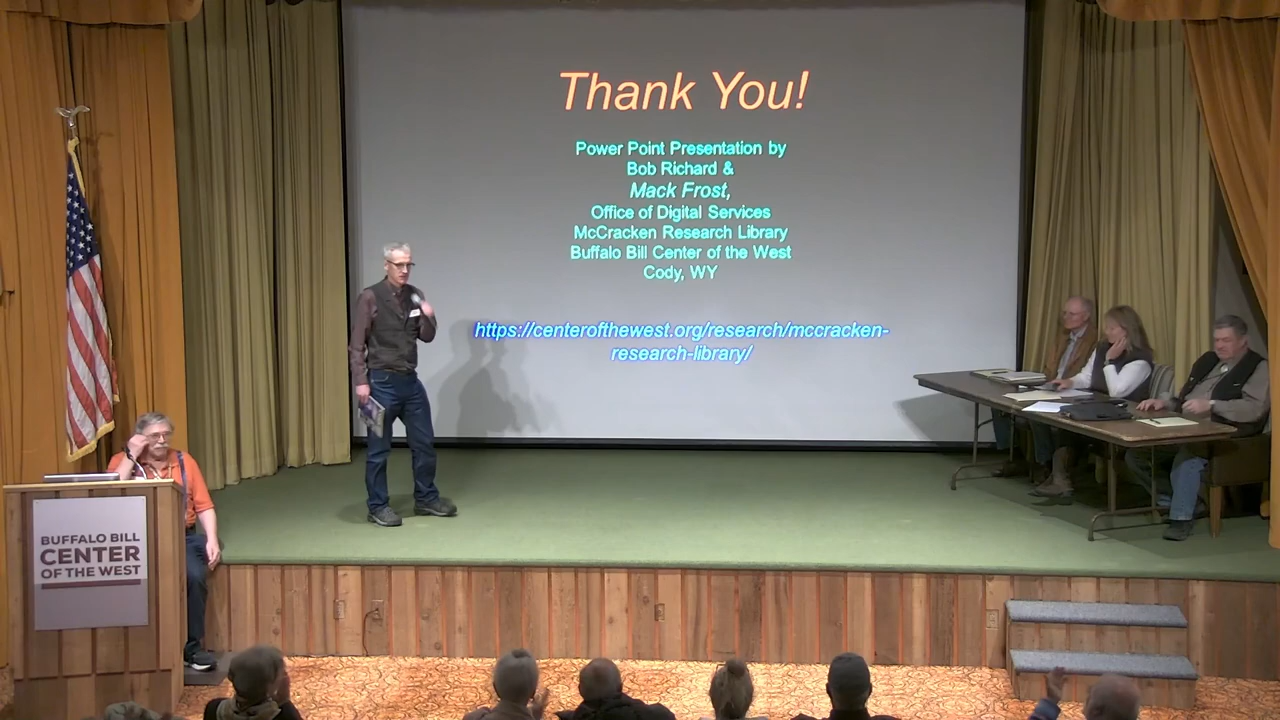 Thank You!
Power Point Presentation by
Bob Richard &
Mack Frost,
Office of Digital Services
McCracken Research Library
Buffalo Bill Center of the West
Cody, WY
https://centerofthewest.org/research/mccracken-
research-library/
BUFFALO BILL
CENTER
OF THE WEST